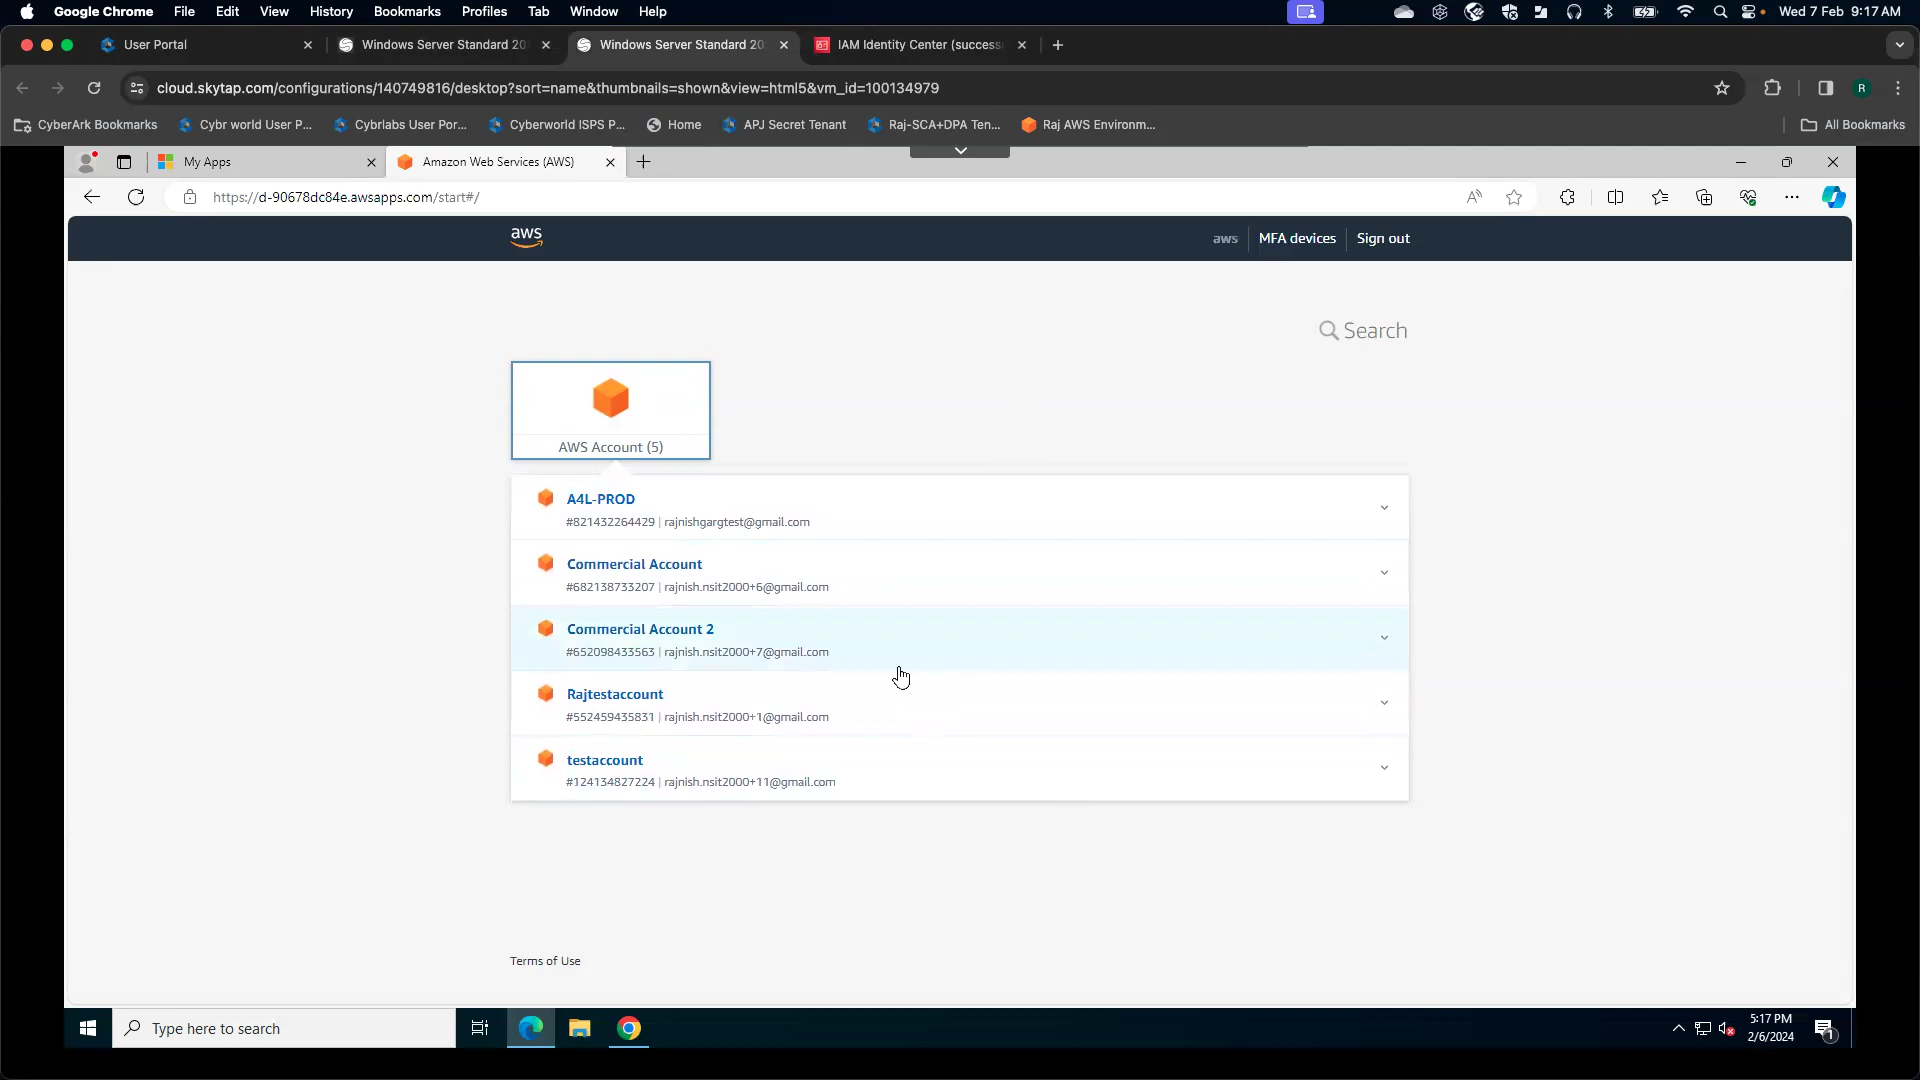 Google Chrome File Edit View History Bookmarks Profiles Tab Window Help Wed 7 Feb 9:17 AM
User Portal Windows Server Standard 20 Windows Server Standard 20 IAM Identity Center (success
cloud.skytap.com/configurations/140749816/desktop?sort=name&thumbnails=shown&view=html5&vm_id=100134979 R
CyberArk Bookmarks Cybr world User P... Cybrlabs User Por... Cyberworld ISPS P... Home APJ Secret Tenant Raj-SCA+DPA Ten... Raj AWS Environm... All Bookmarks
My Apps Amazon Web Services (AWS)
https://d-90678dc84e.awsapps.com/start#/
aws aws MFA devices Sign out
Search
AWS Account (5)
A4L-PROD
#821432264429 | rajnishgargtest@gmail.com
Commercial Account
#682138733207 | rajnish.nsit2000+6@gmail.com
Commercial Account 2
#652098433563 | rajnish.nsit2000+7@gmail.com
Rajtestaccount
#552459435831 | rajnish.nsit2000+1@gmail.com
testaccount
#124134827224 | rajnish.nsit2000+11@gmail.com
Terms of Use
Type here to search 5:17 PM
2/6/2024 1